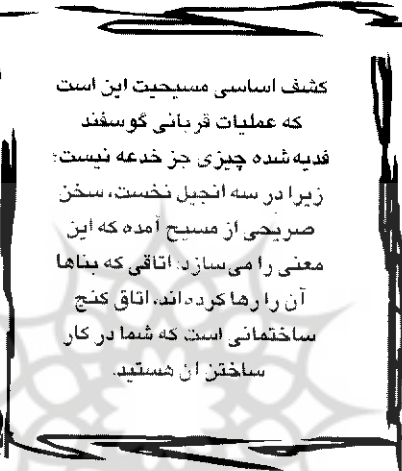 کشف اساسی مسیحیت این است
که عملیات قربانی گوسفند
فدیه شده چیزی جز خدعه نیست؛
زیرا در سه انجیل نخست، سخن
صریحی از مسیح آمده که این
معنی را می‌سازد: اتاقی که بناها
آن را رها کرده‌اند، اتاق کنج
ساختمانی است که شما در کار
ساختن آن هستید.